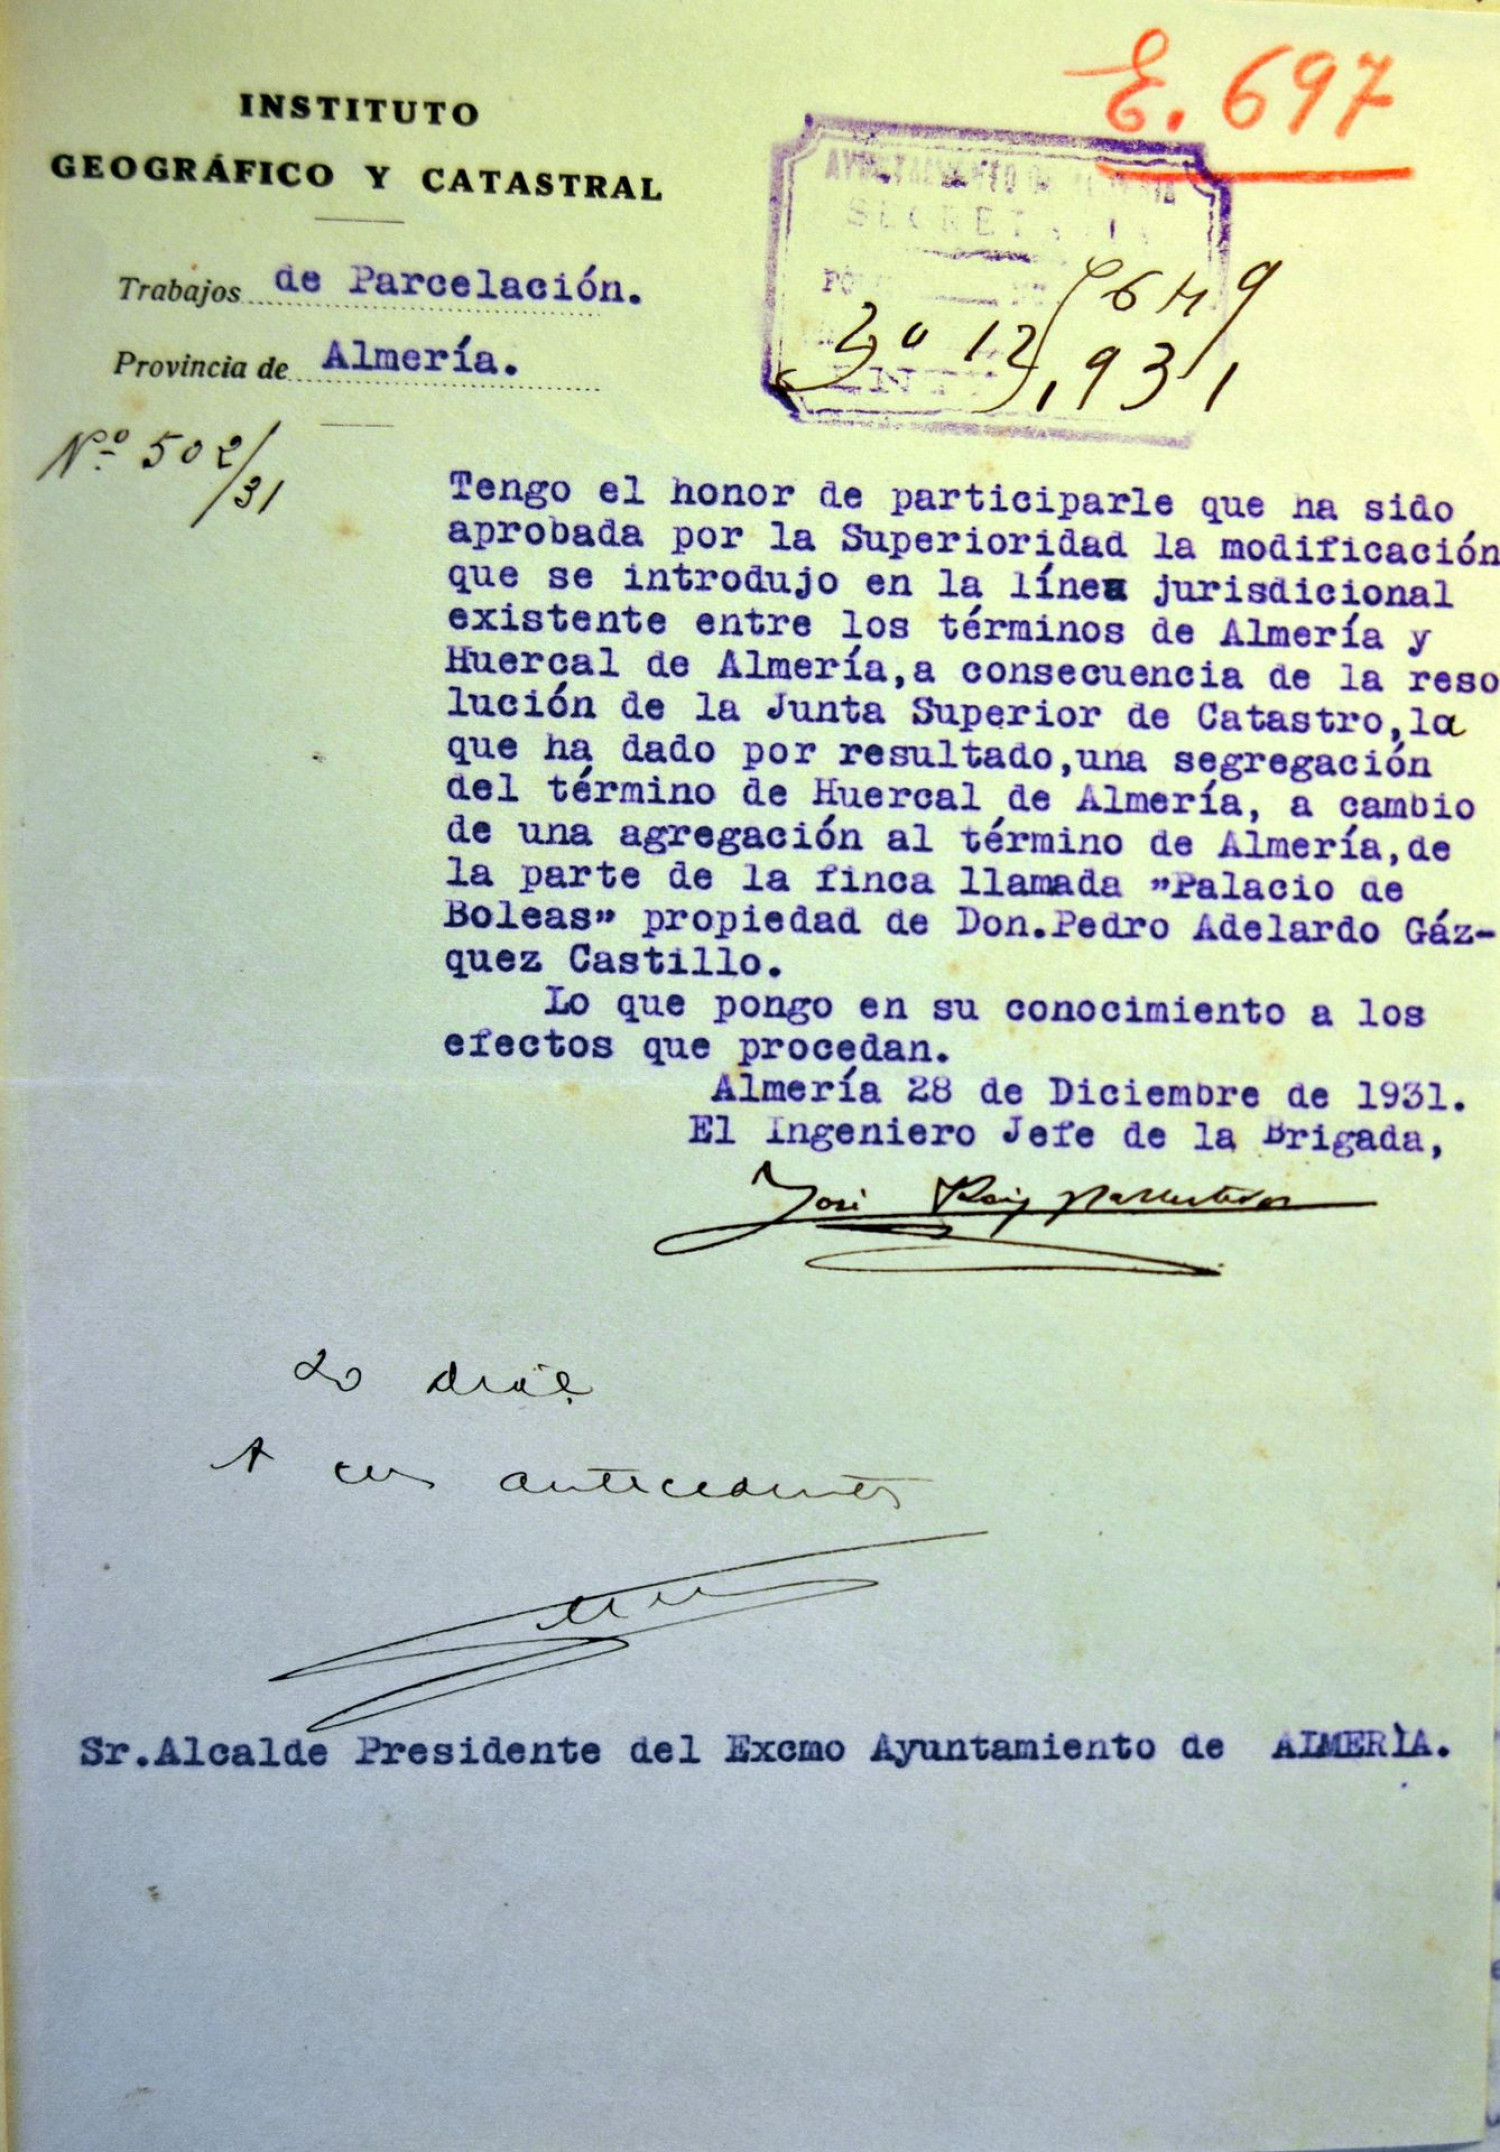 E. 697
INSTITUTO
GEOGRÁFICO Y CATASTRAL
AYUNTAMIENTO DE ALMERIA
SECRETARIA
Trabajos de Parcelación.
Provincia de Almería.
Nº 502/31
Tengo el honor de participarle que ha sido
aprobada por la Superioridad la modificación
que se introdujo en la línea jurisdicional
existente entre los términos de Almería y
Huercal de Almería,a consecuencia de la reso
lución de la Junta Superior de Catastro,la
que ha dado por resultado,una segregación
del término de Huercal de Almería, a cambio
de una agregación al término de Almería,de
la parte de la finca llamada "Palacio de
Boleas" propiedad de Don.Pedro Adelardo Gáz-
quez Castillo.
Lo que pongo en su conocimiento a los
efectos que procedan.
Almería 28 de Diciembre de 1931.
El Ingeniero Jefe de la Brigada,
José
A sus antecedentes
Sr.Alcalde Presidente del Excmo Ayuntamiento de ALMERÌA.